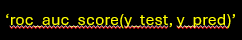 ‘roc_auc_score(y_test, y_pred)’